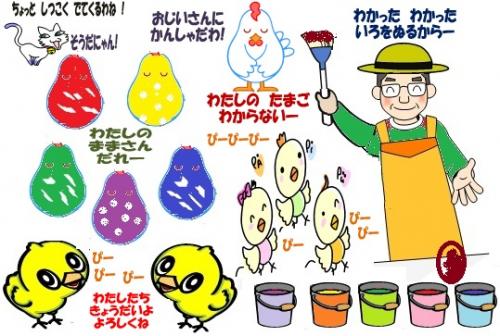 ちょっと しつこく でてくるわね！
そうだにゃん！
おじいさんに
かんしゃだわ！
わかった わかった
いろをぬるからー
わたしの たまご
わからないー
わたしの
ままさん
だれー
ぴーぴーぴー
Pi
Pi
Pi
ぴー
ぴー
ぴー
ぴー
ぴー
ぴー
ぴー
わたしたち
きょうだいよ
よろしくね